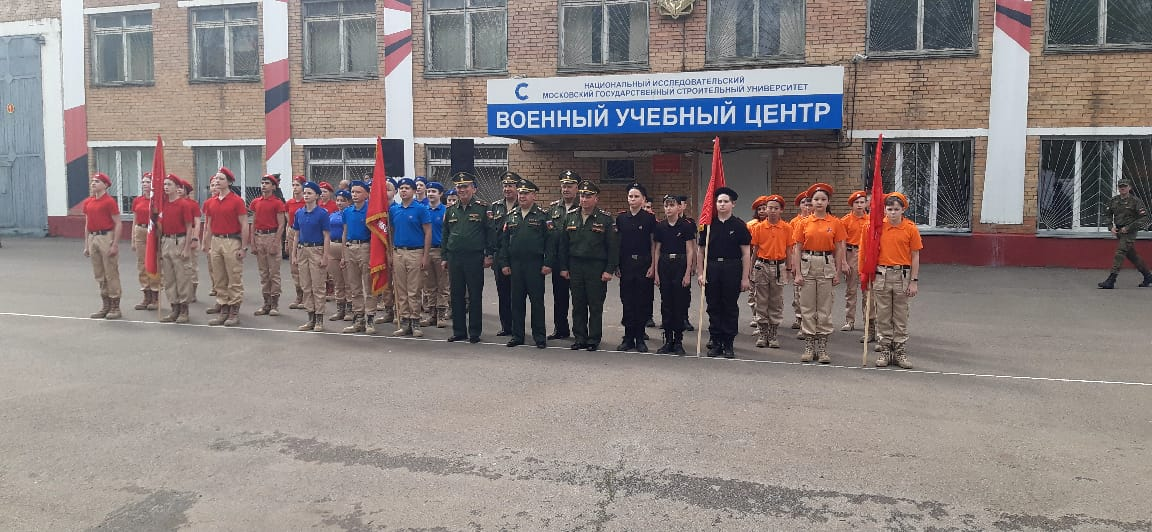 НАЦИОНАЛЬНЫЙ ИССЛЕДОВАТЕЛЬСКИЙ
МОСКОВСКИЙ ГОСУДАРСТВЕННЫЙ СТРОИТЕЛЬНЫЙ УНИВЕРСИТЕТ
ВОЕННЫЙ УЧЕБНЫЙ ЦЕНТР